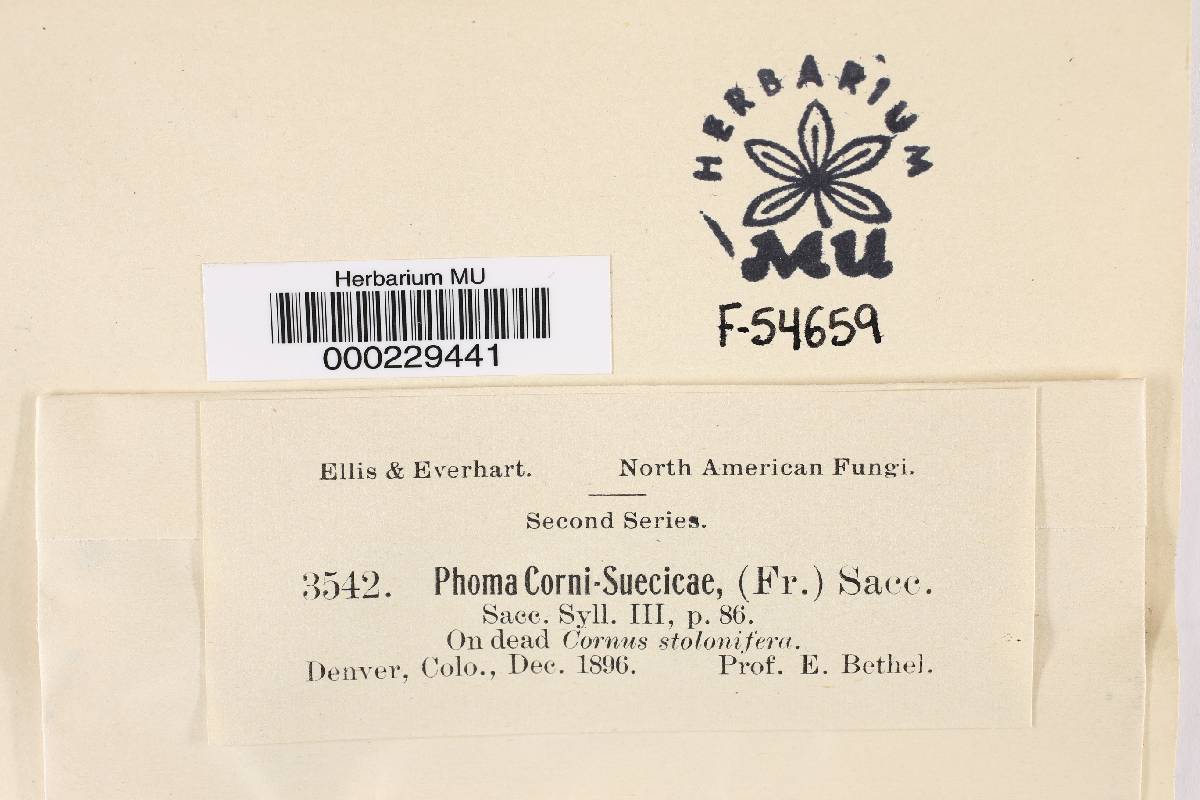 HERBARIUM
MU
F-54659
Herbarium MU
000229441
Ellis & Everhart. North American Fungi.
Second Series.
3542. Phoma Corni-Suecicae, (Fr.) Sacc.
Sacc. Syll. III, p. 86.
On dead Cornus stolonifera.
Denver, Colo., Dec. 1896. Prof. E. Bethel.